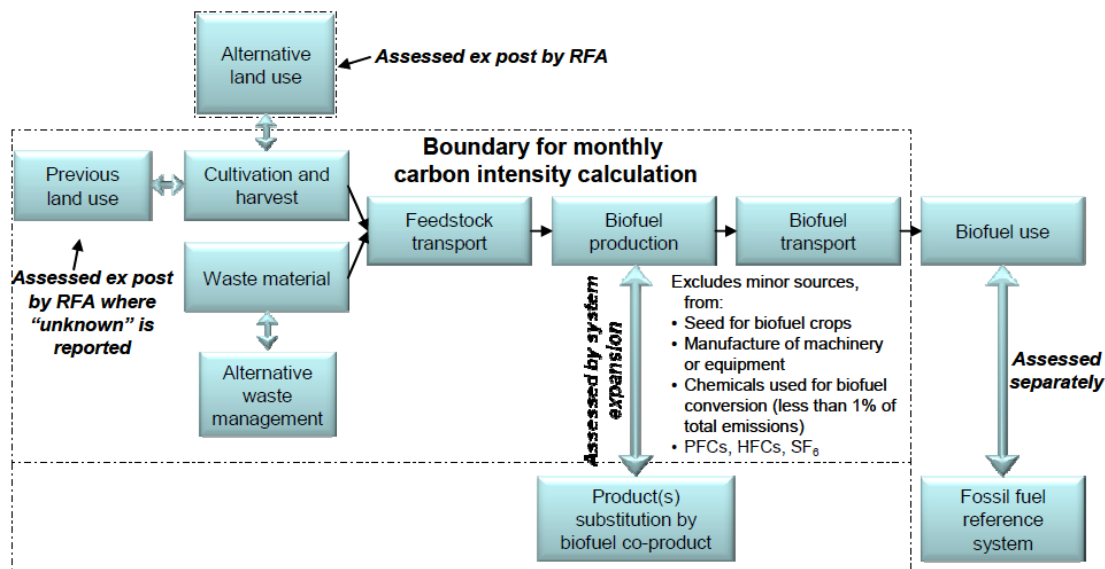 Alternative
land use
Assessed ex post by RFA
Boundary for monthly
carbon intensity calculation
Previous
land use
Cultivation and
harvest
Feedstock
transport
Biofuel
production
Biofuel
transport
Biofuel use
Assessed ex post
by RFA where
“unknown” is
reported
Waste material
Alternative
waste
management
Assessed by system
expansion
Excludes minor sources,
from:
• Seed for biofuel crops
• Manufacture of machinery
or equipment
• Chemicals used for biofuel
conversion (less than 1% of
total emissions)
• PFCs, HFCs, SF₆
Assessed
separately
Product(s)
substitution by
biofuel co-product
Fossil fuel
reference
system